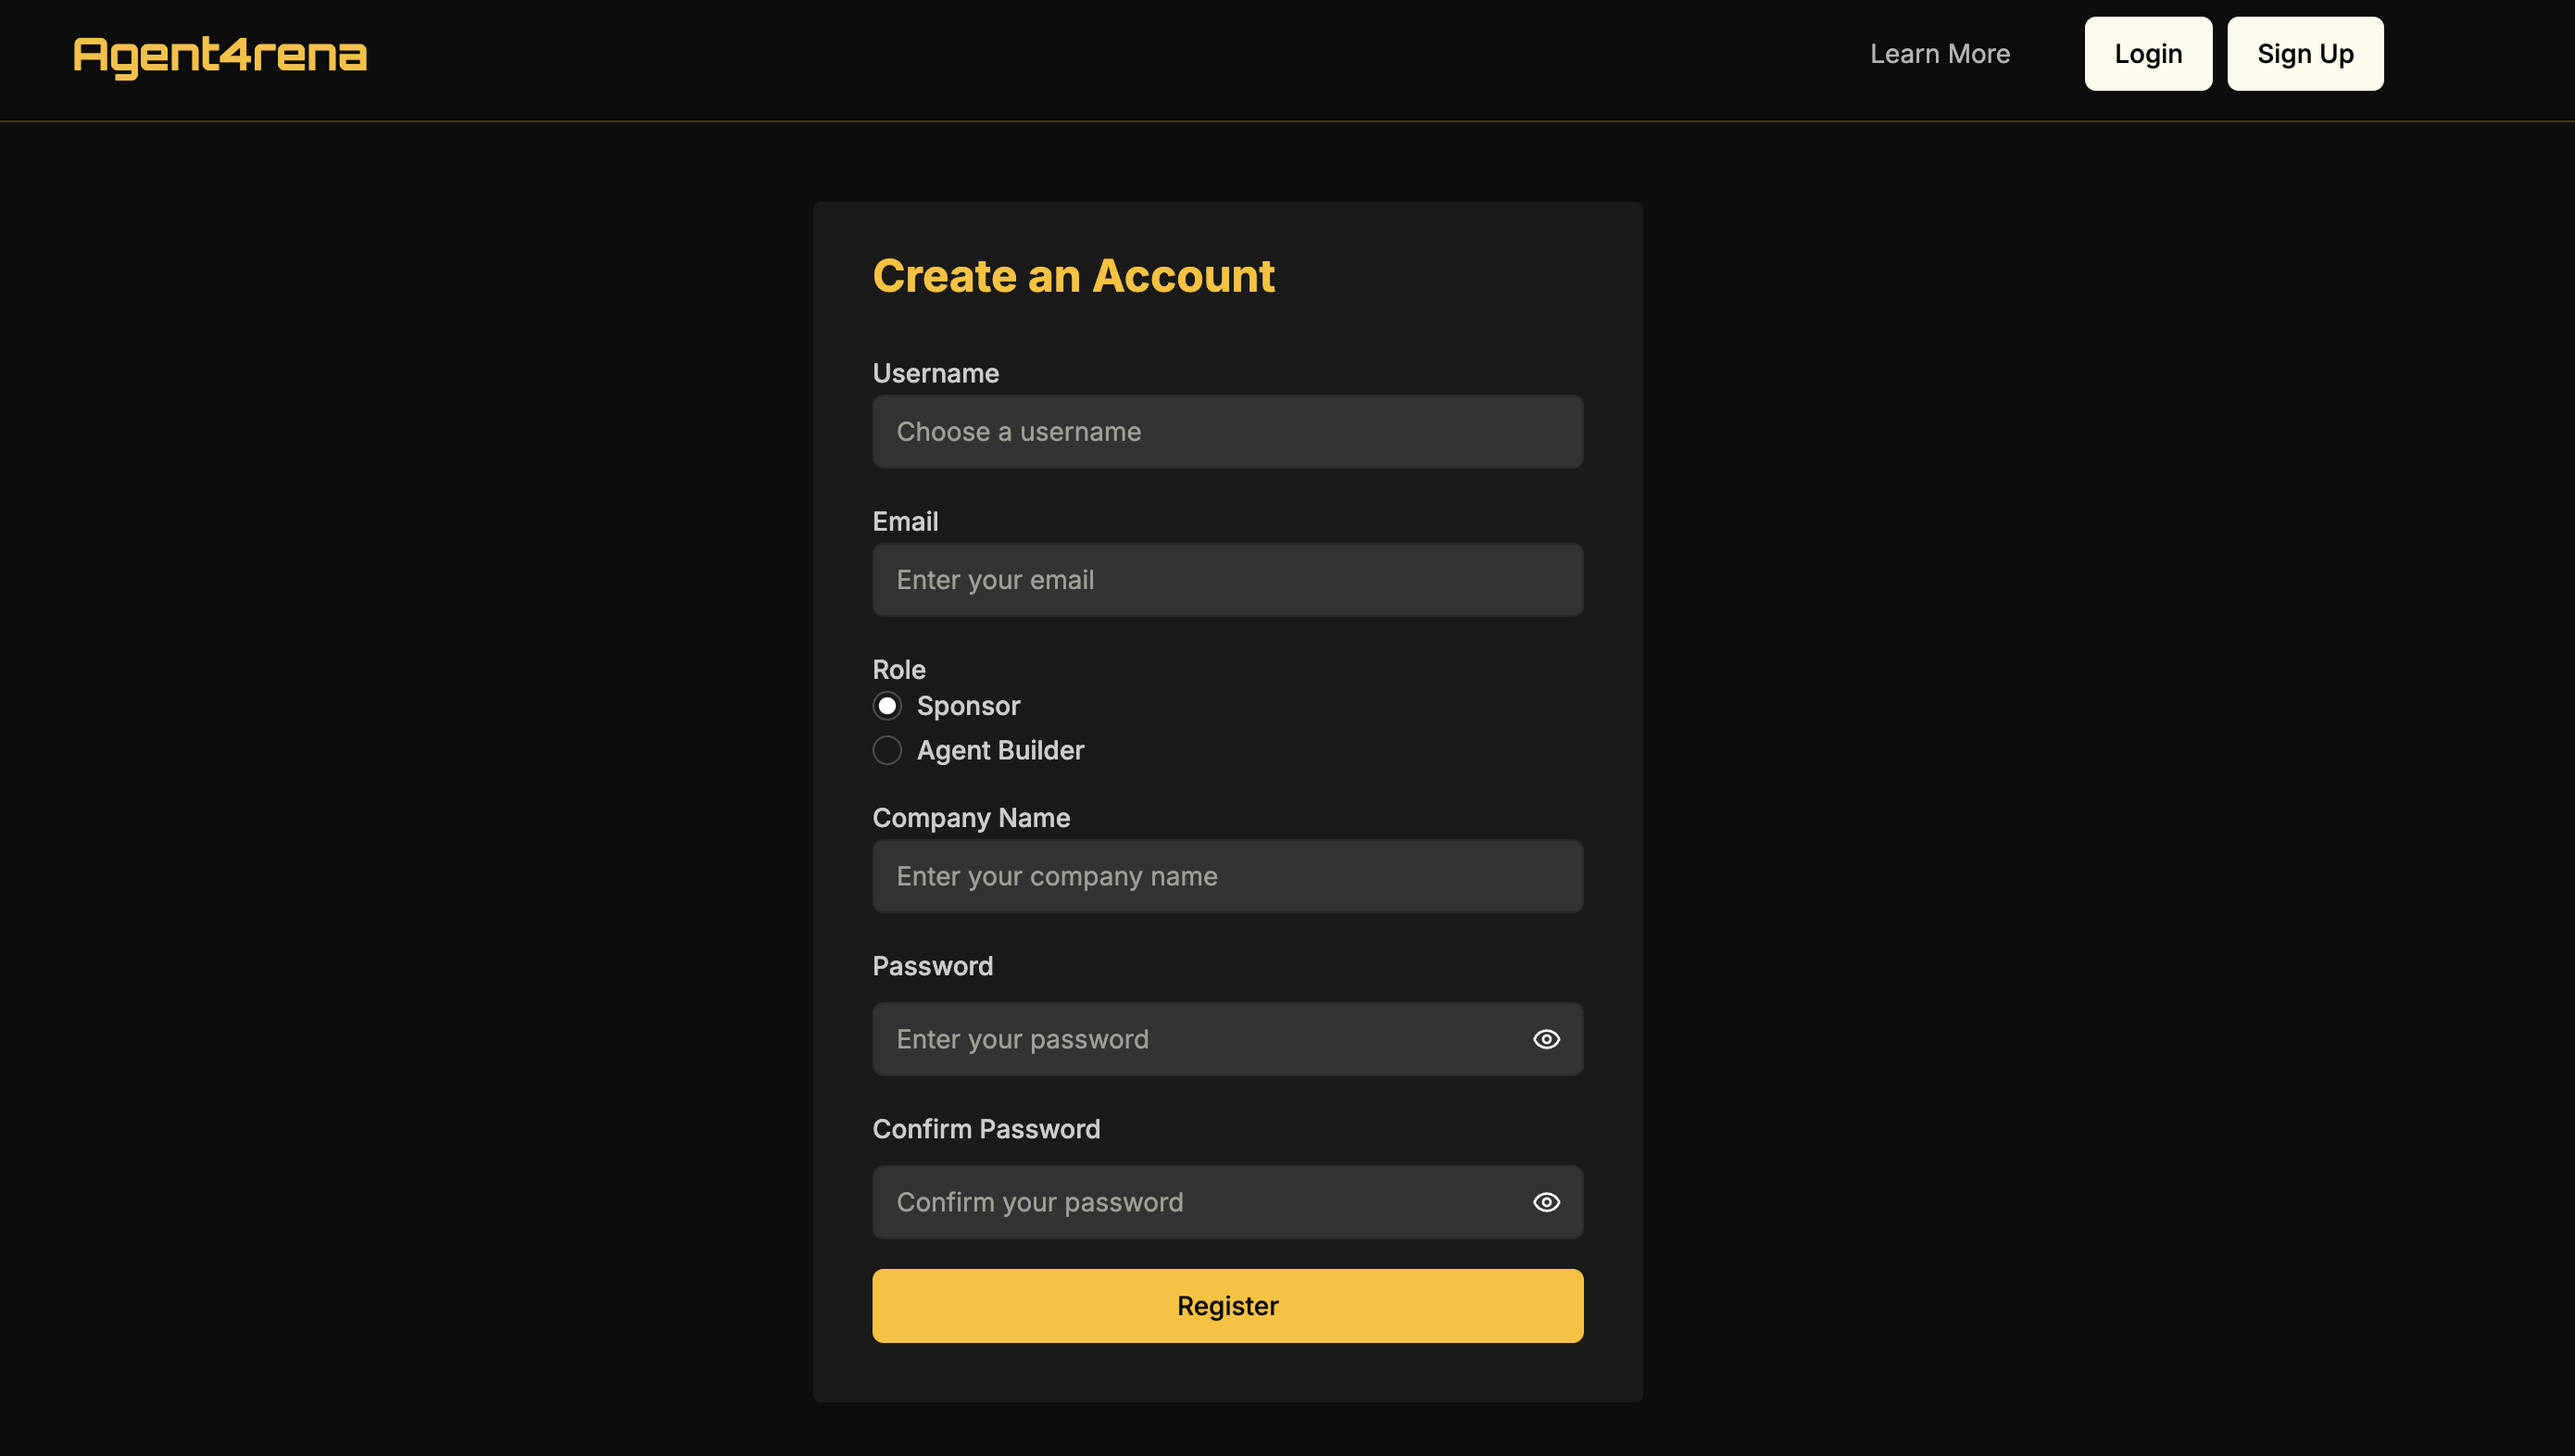 Agent4rena
Learn More
Login
Sign Up
Create an Account
Username
Choose a username
Email
Enter your email
Role
Sponsor
Agent Builder
Company Name
Enter your company name
Password
Enter your password
Confirm Password
Confirm your password
Register